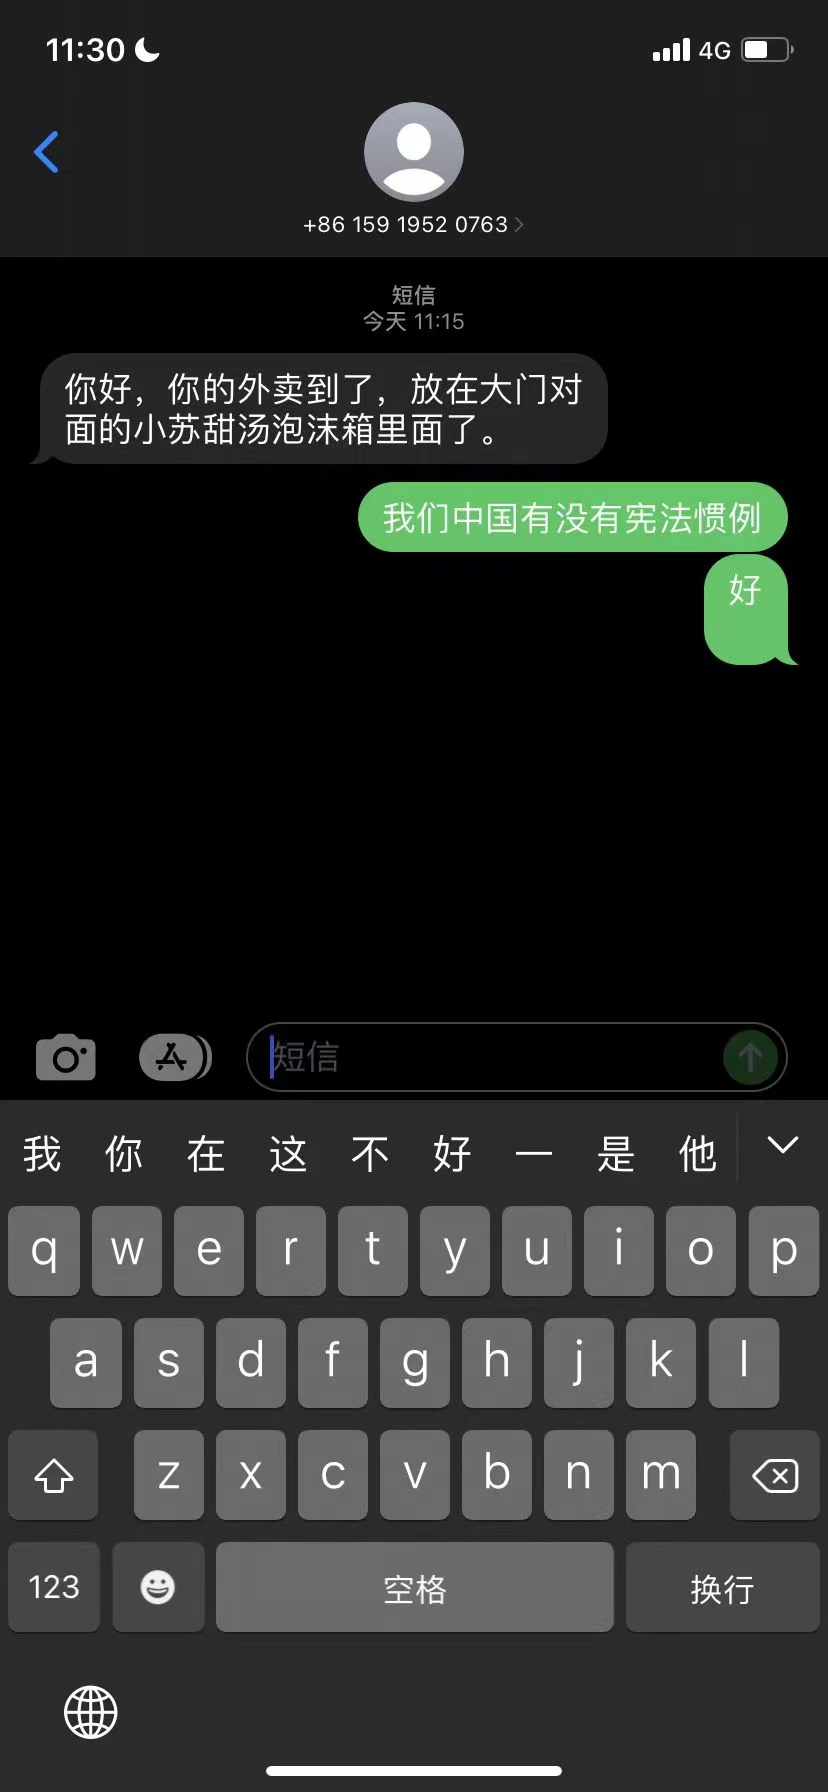 11:30
4G
+86 159 1952 0763
短信
今天 11:15
你好，你的外卖到了，放在大门对
面的小苏甜汤泡沫箱里面了。
我们中国有没有宪法惯例
好
短信
我 你 在 这 不 好 一 是 他
q w e r t y u i o p
a s d f g h j k l
z x c v b n m
123 空格 换行